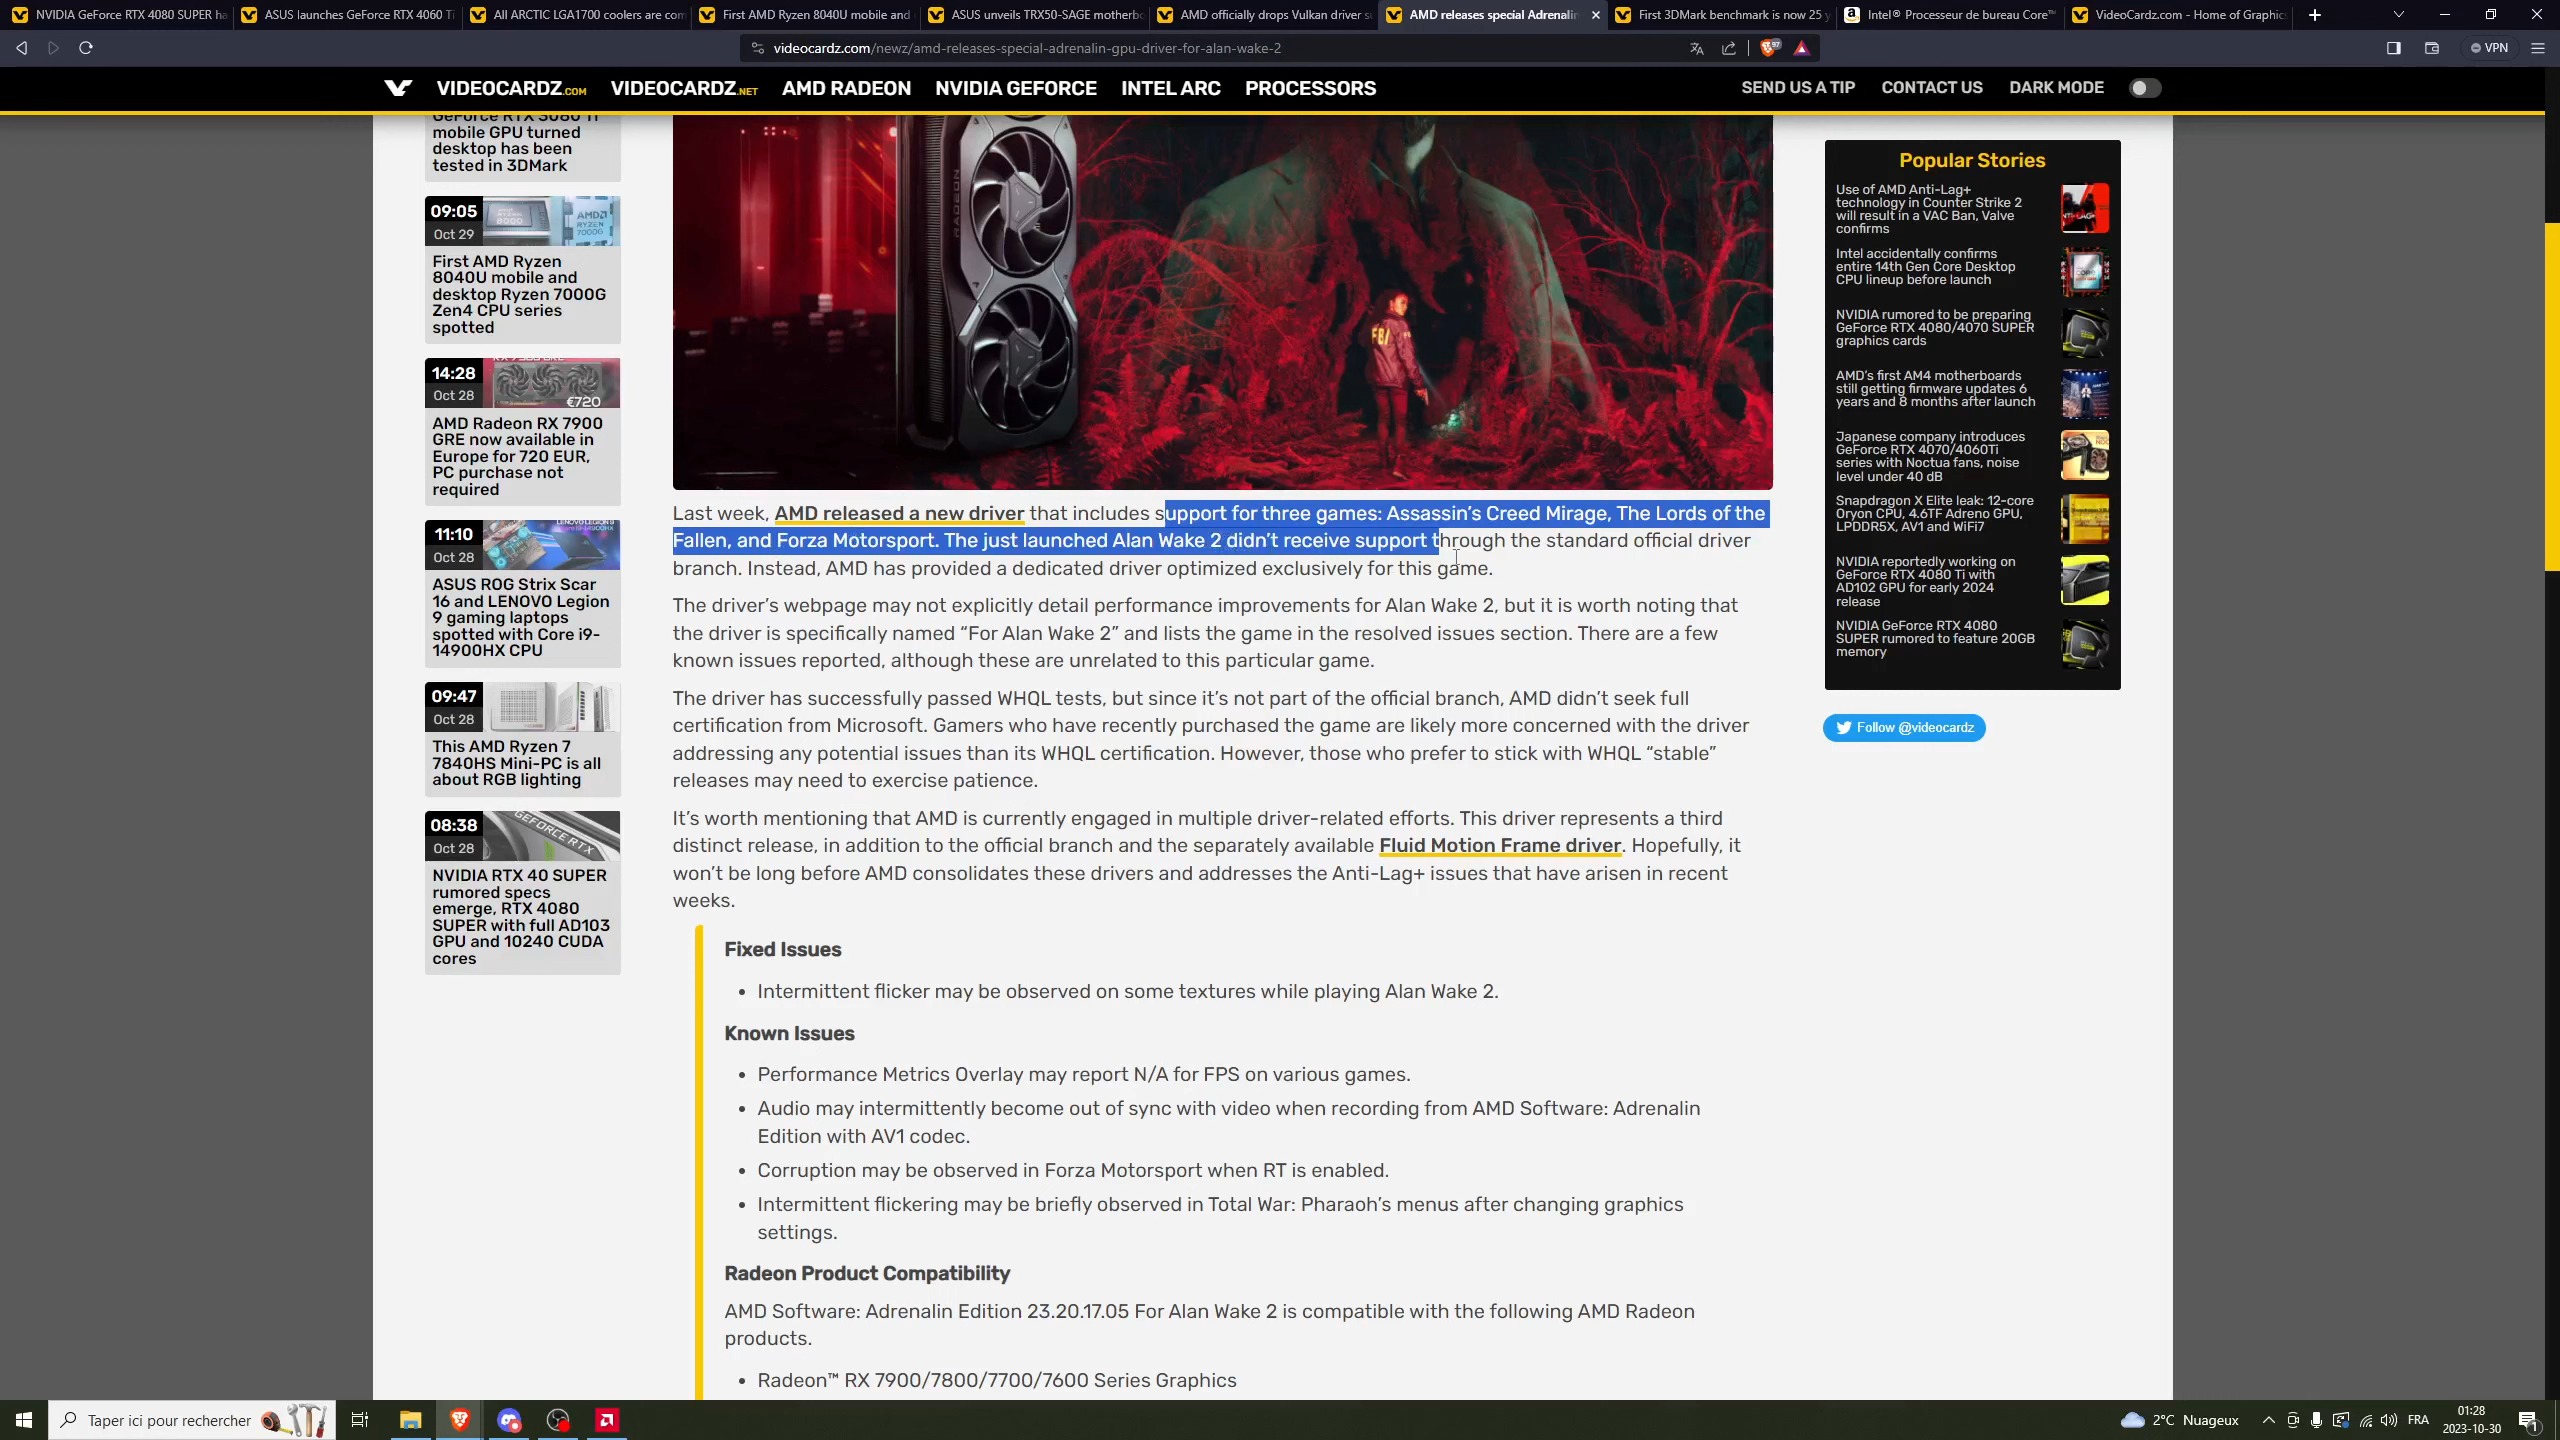 NVIDIA GeForce RTX 4080 SUPER ha
ASUS launches GeForce RTX 4060 Ti
All ARCTIC LGA1700 coolers are com
First AMD Ryzen 8040U mobile and
ASUS unveils TRX50-SAGE motherbo
AMD officially drops Vulkan driver s
AMD releases special Adrenalin
First 3DMark benchmark is now 25 y
Intel® Processeur de bureau Core™
VideoCardz.com - Home of Graphic
videocardz.com/newz/amd-releases-special-adrenalin-gpu-driver-for-alan-wake-2
97
VPN
VIDEOCARDZ.COM VIDEOCARDZ.NET AMD RADEON NVIDIA GEFORCE INTEL ARC PROCESSORS
SEND US A TIP CONTACT US DARK MODE
GeForce RTX 3080 Ti
mobile GPU turned
desktop has been
tested in 3DMark
09:05
Oct 29
First AMD Ryzen
8040U mobile and
desktop Ryzen 7000G
Zen4 CPU series
spotted
14:28
Oct 28
€720
AMD Radeon RX 7900
GRE now available in
Europe for 720 EUR,
PC purchase not
required
11:10
Oct 28
ASUS ROG Strix Scar
16 and LENOVO Legion
9 gaming laptops
spotted with Core i9-
14900HX CPU
09:47
Oct 28
This AMD Ryzen 7
7840HS Mini-PC is all
about RGB lighting
08:38
Oct 28
GEFORCE RTX
NVIDIA RTX 40 SUPER
rumored specs
emerge, RTX 4080
SUPER with full AD103
GPU and 10240 CUDA
cores
RADEON
FBI
Last week, AMD released a new driver that includes support for three games: Assassin's Creed Mirage, The Lords of the
Fallen, and Forza Motorsport. The just launched Alan Wake 2 didn't receive support through the standard official driver
branch. Instead, AMD has provided a dedicated driver optimized exclusively for this game.
The driver's webpage may not explicitly detail performance improvements for Alan Wake 2, but it is worth noting that
the driver is specifically named "For Alan Wake 2" and lists the game in the resolved issues section. There are a few
known issues reported, although these are unrelated to this particular game.
The driver has successfully passed WHQL tests, but since it's not part of the official branch, AMD didn't seek full
certification from Microsoft. Gamers who have recently purchased the game are likely more concerned with the driver
addressing any potential issues than its WHQL certification. However, those who prefer to stick with WHQL "stable"
releases may need to exercise patience.
It's worth mentioning that AMD is currently engaged in multiple driver-related efforts. This driver represents a third
distinct release, in addition to the official branch and the separately available Fluid Motion Frame driver. Hopefully, it
won't be long before AMD consolidates these drivers and addresses the Anti-Lag+ issues that have arisen in recent
weeks.
Fixed Issues
• Intermittent flicker may be observed on some textures while playing Alan Wake 2.
Known Issues
• Performance Metrics Overlay may report N/A for FPS on various games.
• Audio may intermittently become out of sync with video when recording from AMD Software: Adrenalin
Edition with AV1 codec.
• Corruption may be observed in Forza Motorsport when RT is enabled.
• Intermittent flickering may be briefly observed in Total War: Pharaoh's menus after changing graphics
settings.
Radeon Product Compatibility
AMD Software: Adrenalin Edition 23.20.17.05 For Alan Wake 2 is compatible with the following AMD Radeon
products.
• Radeon™ RX 7900/7800/7700/7600 Series Graphics
Popular Stories
Use of AMD Anti-Lag+
technology in Counter Strike 2
will result in a VAC Ban, Valve
confirms
Intel accidentally confirms
entire 14th Gen Core Desktop
CPU lineup before launch
NVIDIA rumored to be preparing
GeForce RTX 4080/4070 SUPER
graphics cards
AMD's first AM4 motherboards
still getting firmware updates 6
years and 8 months after launch
Japanese company introduces
GeForce RTX 4070/4060Ti
series with Noctua fans, noise
level under 40 dB
Snapdragon X Elite leak: 12-core
Oryon CPU, 4.6TF Adreno GPU,
LPDDR5X, AV1 and WiFi7
NVIDIA reportedly working on
GeForce RTX 4080 Ti with
AD102 GPU for early 2024
release
NVIDIA GeForce RTX 4080
SUPER rumored to feature 20GB
memory
Follow @videocardz
Taper ici pour rechercher
2°C Nuageux
FRA
01:28
2023-10-30
1